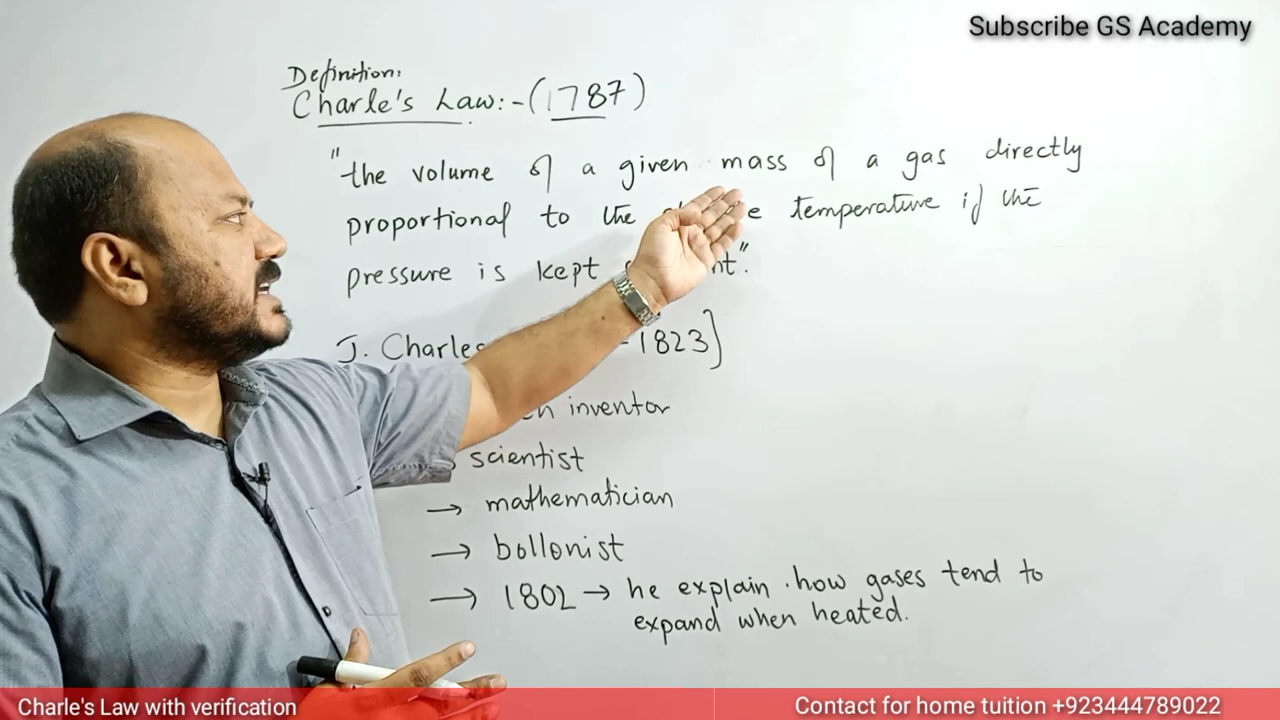 Subscribe GS Academy
Definition:
Charle's Law:-(1787)
"the volume of a given mass of a gas directly
proportional to the temperature if the
pressure is kept
J. Charles -1823]
inventor
scientist
→ mathematician
→ bollonist
→ 1802 → he explain how gases tend to
expand when heated.
Charle's Law with verification
Contact for home tuition +923444789022